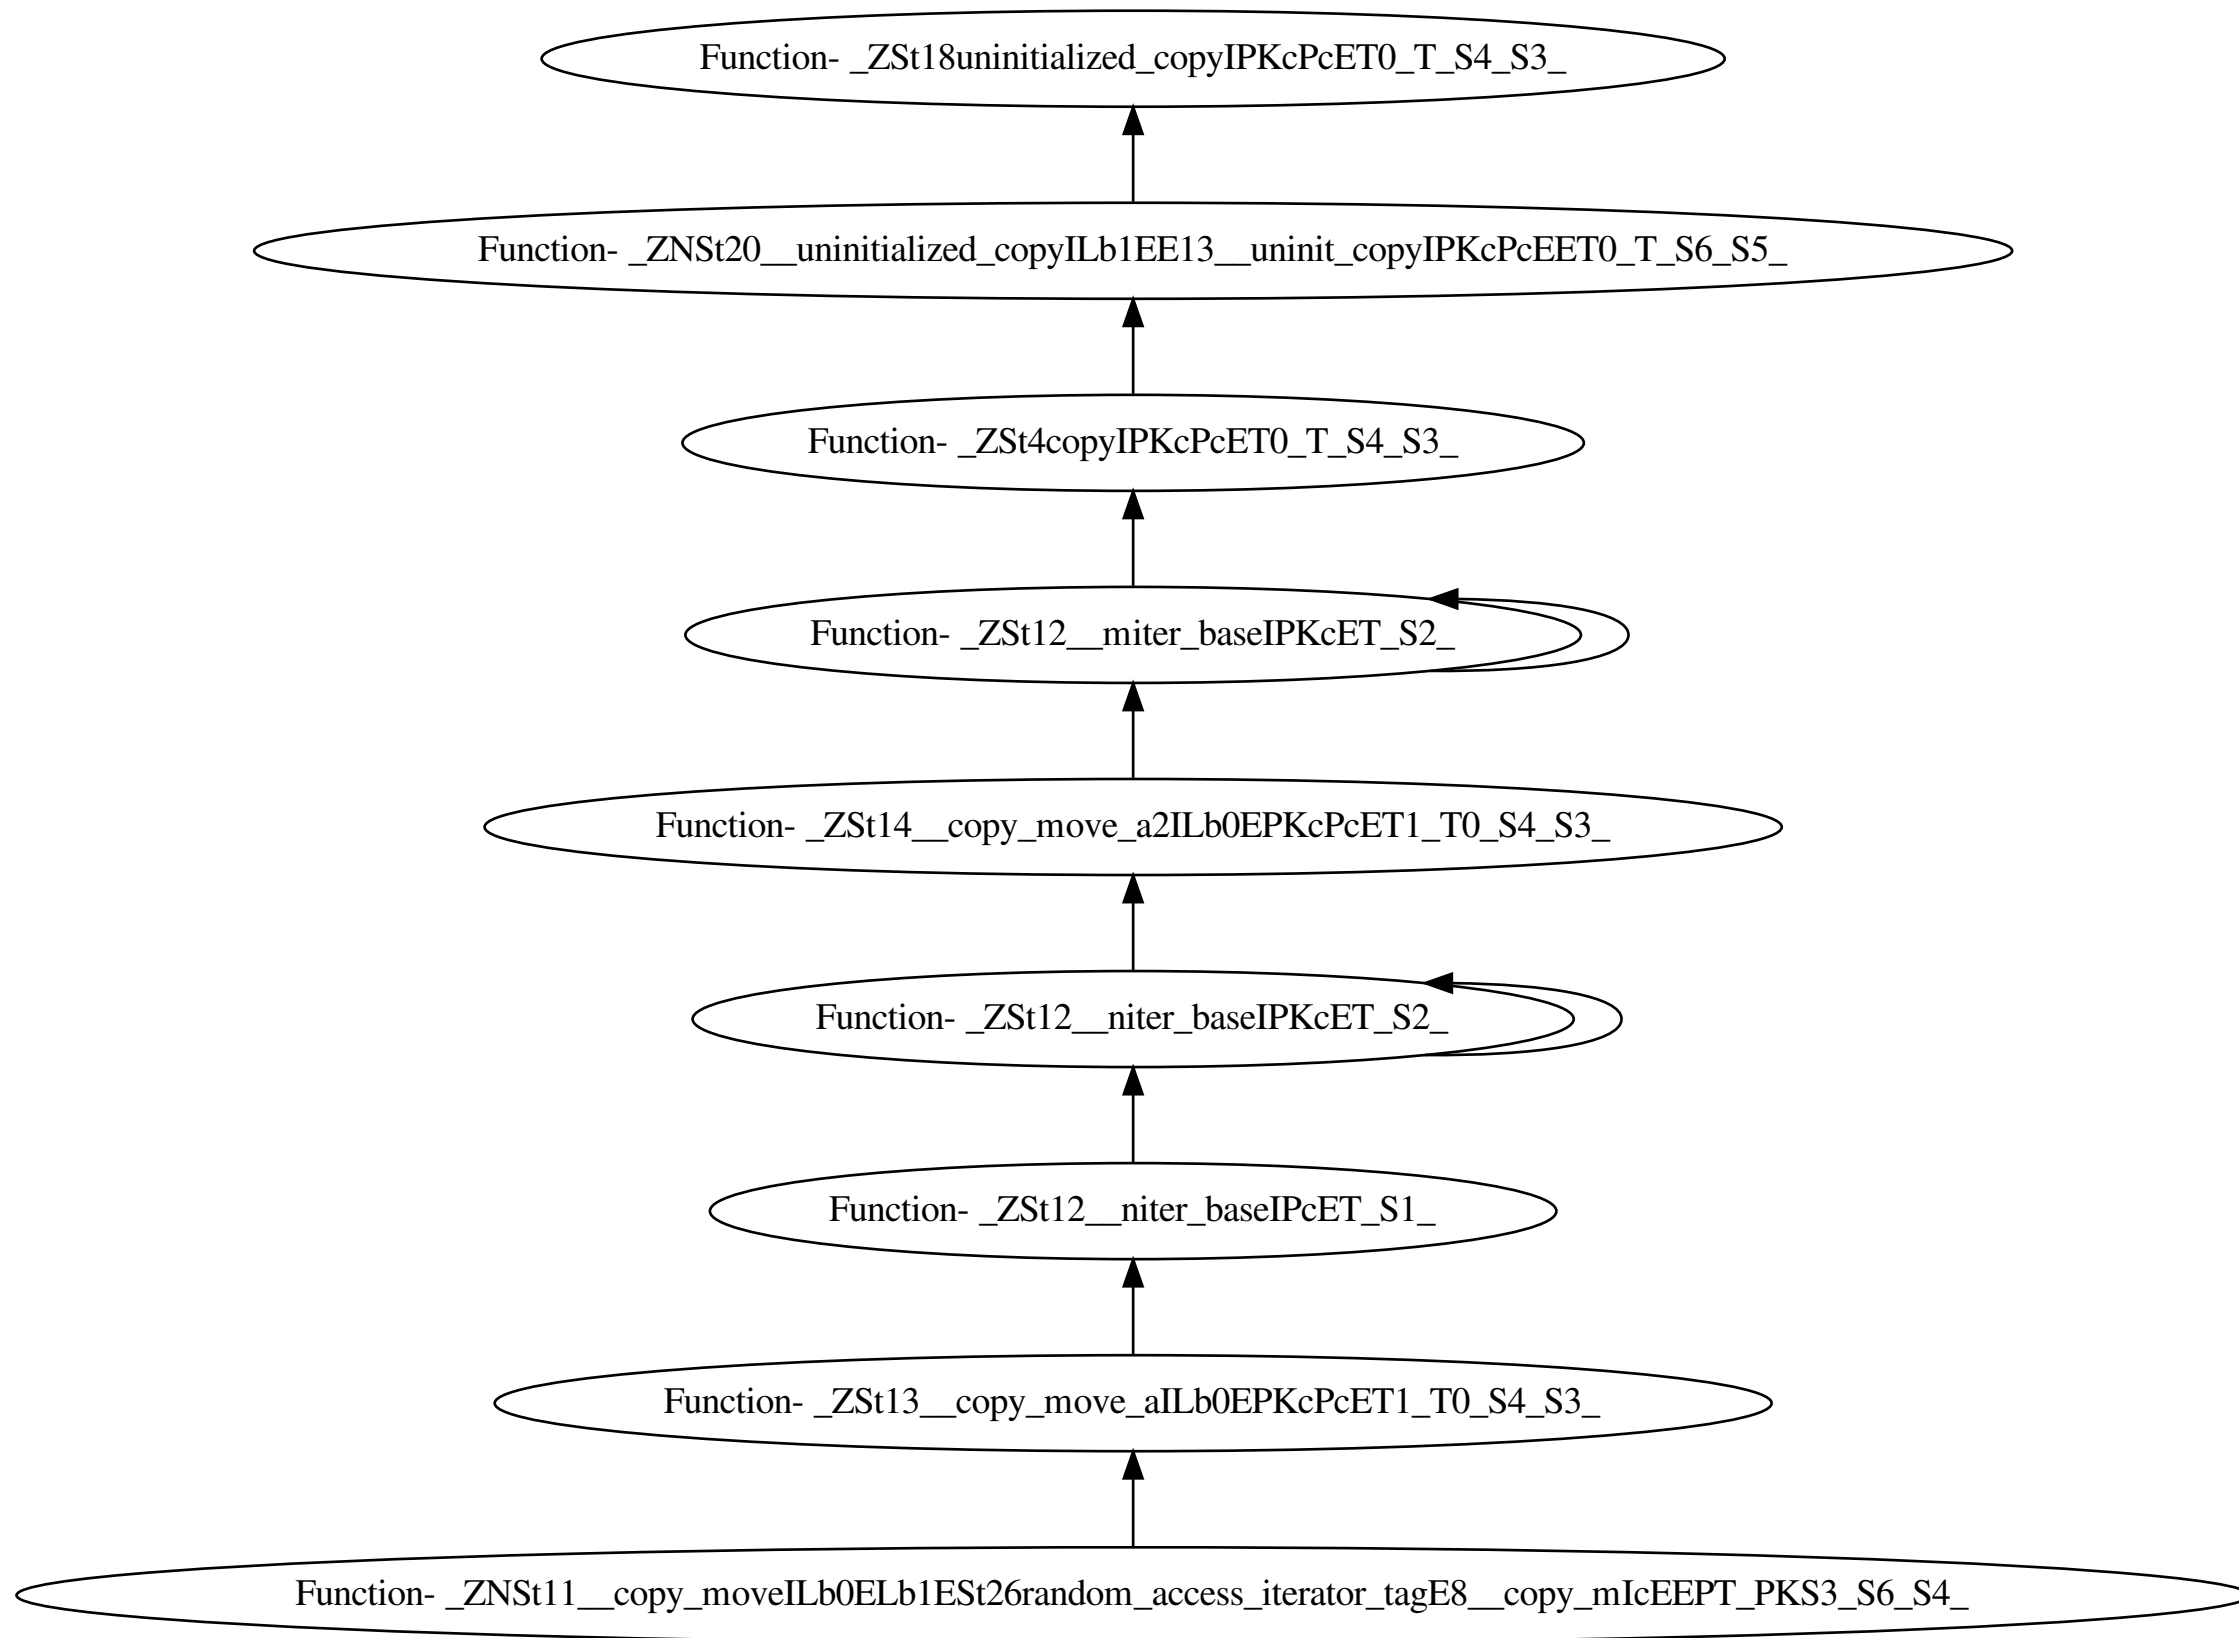 Function- _ZSt18uninitialized_copyIPKcPcET0_T_S4_S3_
Function- _ZNSt20__uninitialized_copyILb1EE13__uninit_copyIPKcPcEET0_T_S6_S5_
Function- _ZSt4copyIPKcPcET0_T_S4_S3_
Function- _ZSt12__miter_baseIPKcET_S2_
Function- _ZSt14__copy_move_a2ILb0EPKcPcET1_T0_S4_S3_
Function- _ZSt12__niter_baseIPKcET_S2_
Function- _ZSt12__niter_baseIPcET_S1_
Function- _ZSt13__copy_move_aILb0EPKcPcET1_T0_S4_S3_
Function- _ZNSt11__copy_moveILb0ELb1ESt26random_access_iterator_tagE8__copy_mIcEEPT_PKS3_S6_S4_